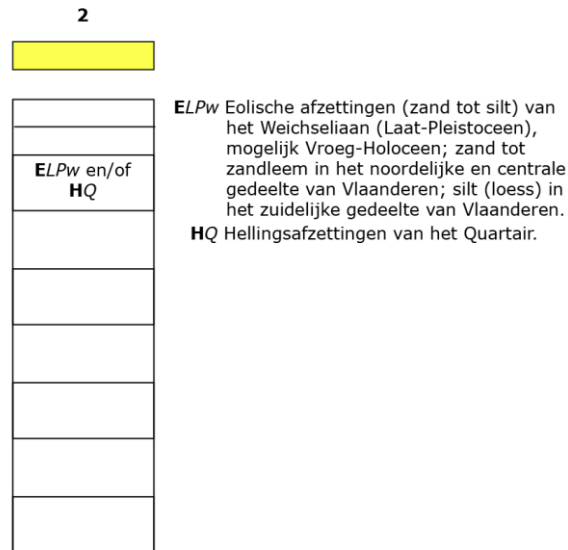 2
ELPw Eolische afzettingen (zand tot silt) van
het Weichseliaan (Laat-Pleistoceen),
mogelijk Vroeg-Holoceen; zand tot
zandleem in het noordelijke en centrale
gedeelte van Vlaanderen; silt (loess) in
het zuidelijke gedeelte van Vlaanderen.
HQ Hellingsafzettingen van het Quartair.
ELPw en/of
HQ